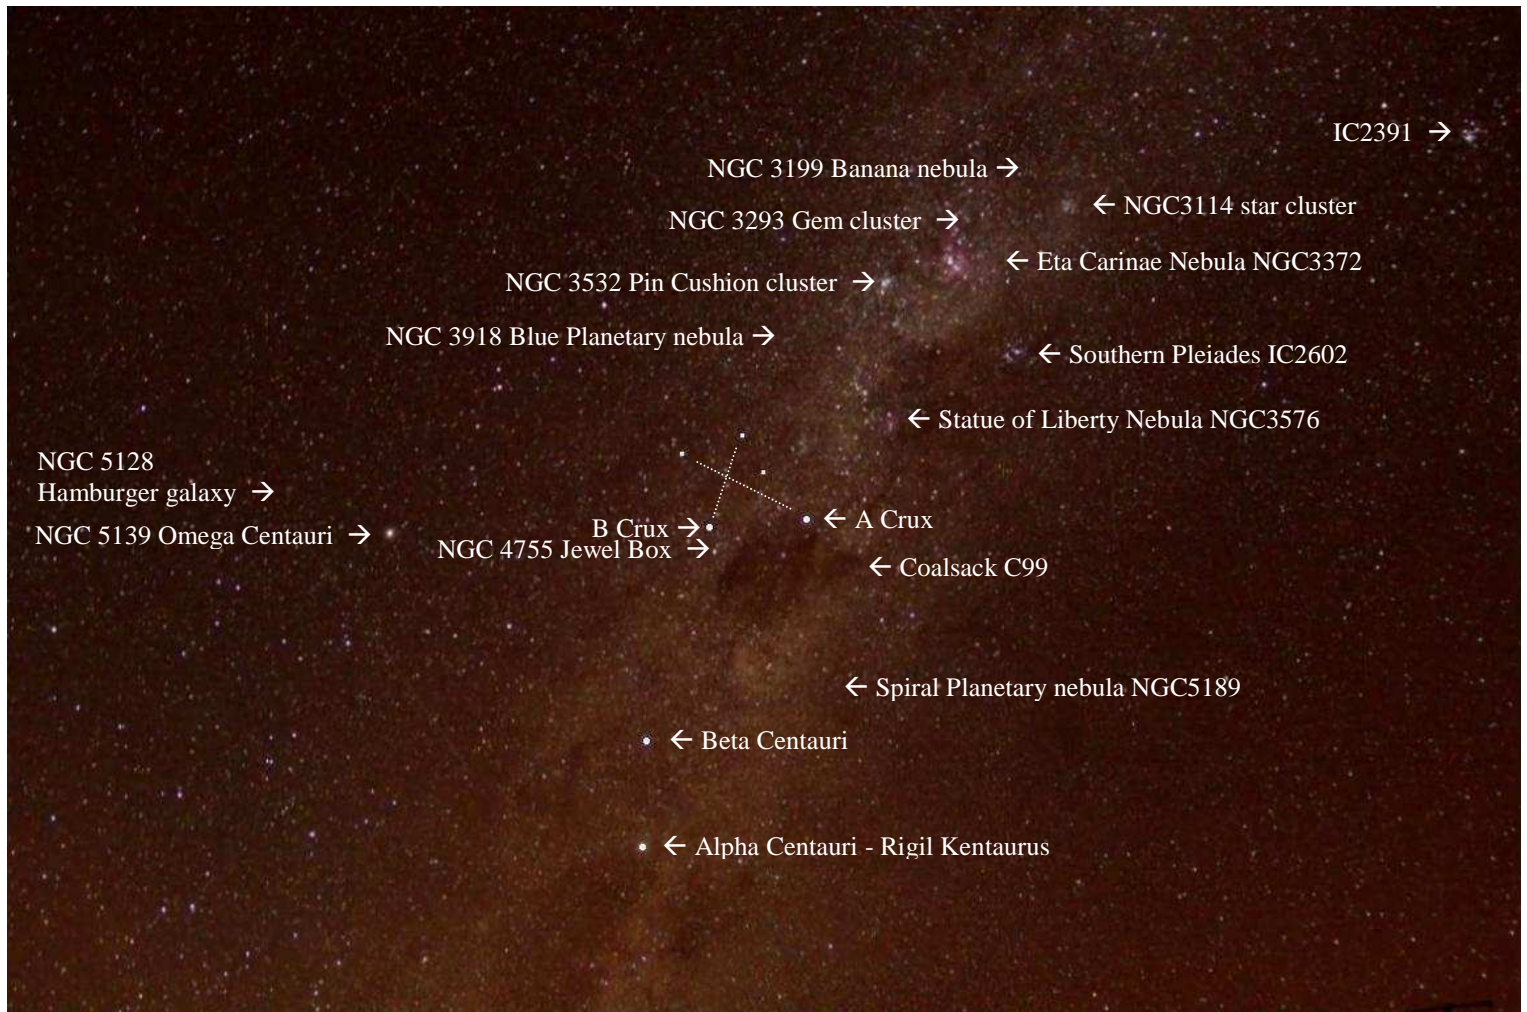 IC2391 →
NGC 3199 Banana nebula →
← NGC3114 star cluster
NGC 3293 Gem cluster →
← Eta Carinae Nebula NGC3372
NGC 3532 Pin Cushion cluster →
NGC 3918 Blue Planetary nebula →
← Southern Pleiades IC2602
← Statue of Liberty Nebula NGC3576
NGC 5128
Hamburger galaxy →
NGC 5139 Omega Centauri →
B Crux →
← A Crux
NGC 4755 Jewel Box →
← Coalsack C99
← Spiral Planetary nebula NGC5189
← Beta Centauri
← Alpha Centauri - Rigil Kentaurus